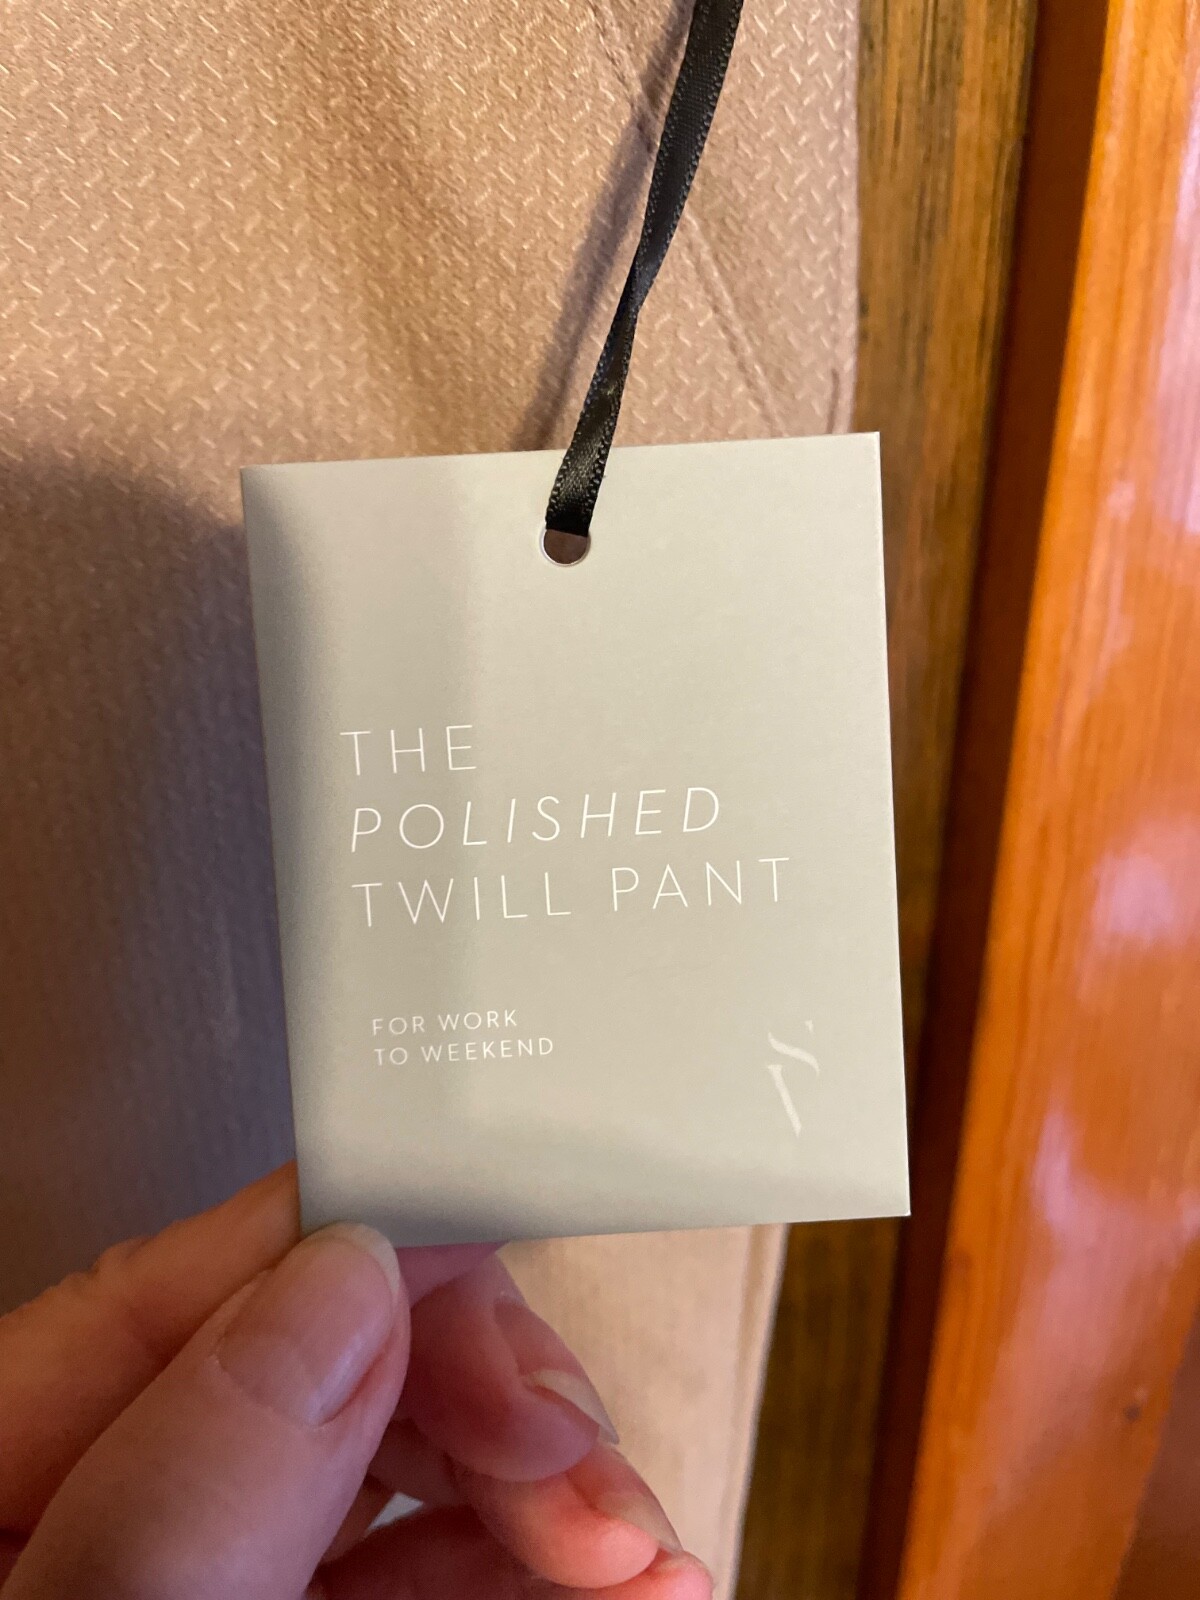 THE
POLISHED
TWILL PANT
FOR WORK
TO WEEKEND